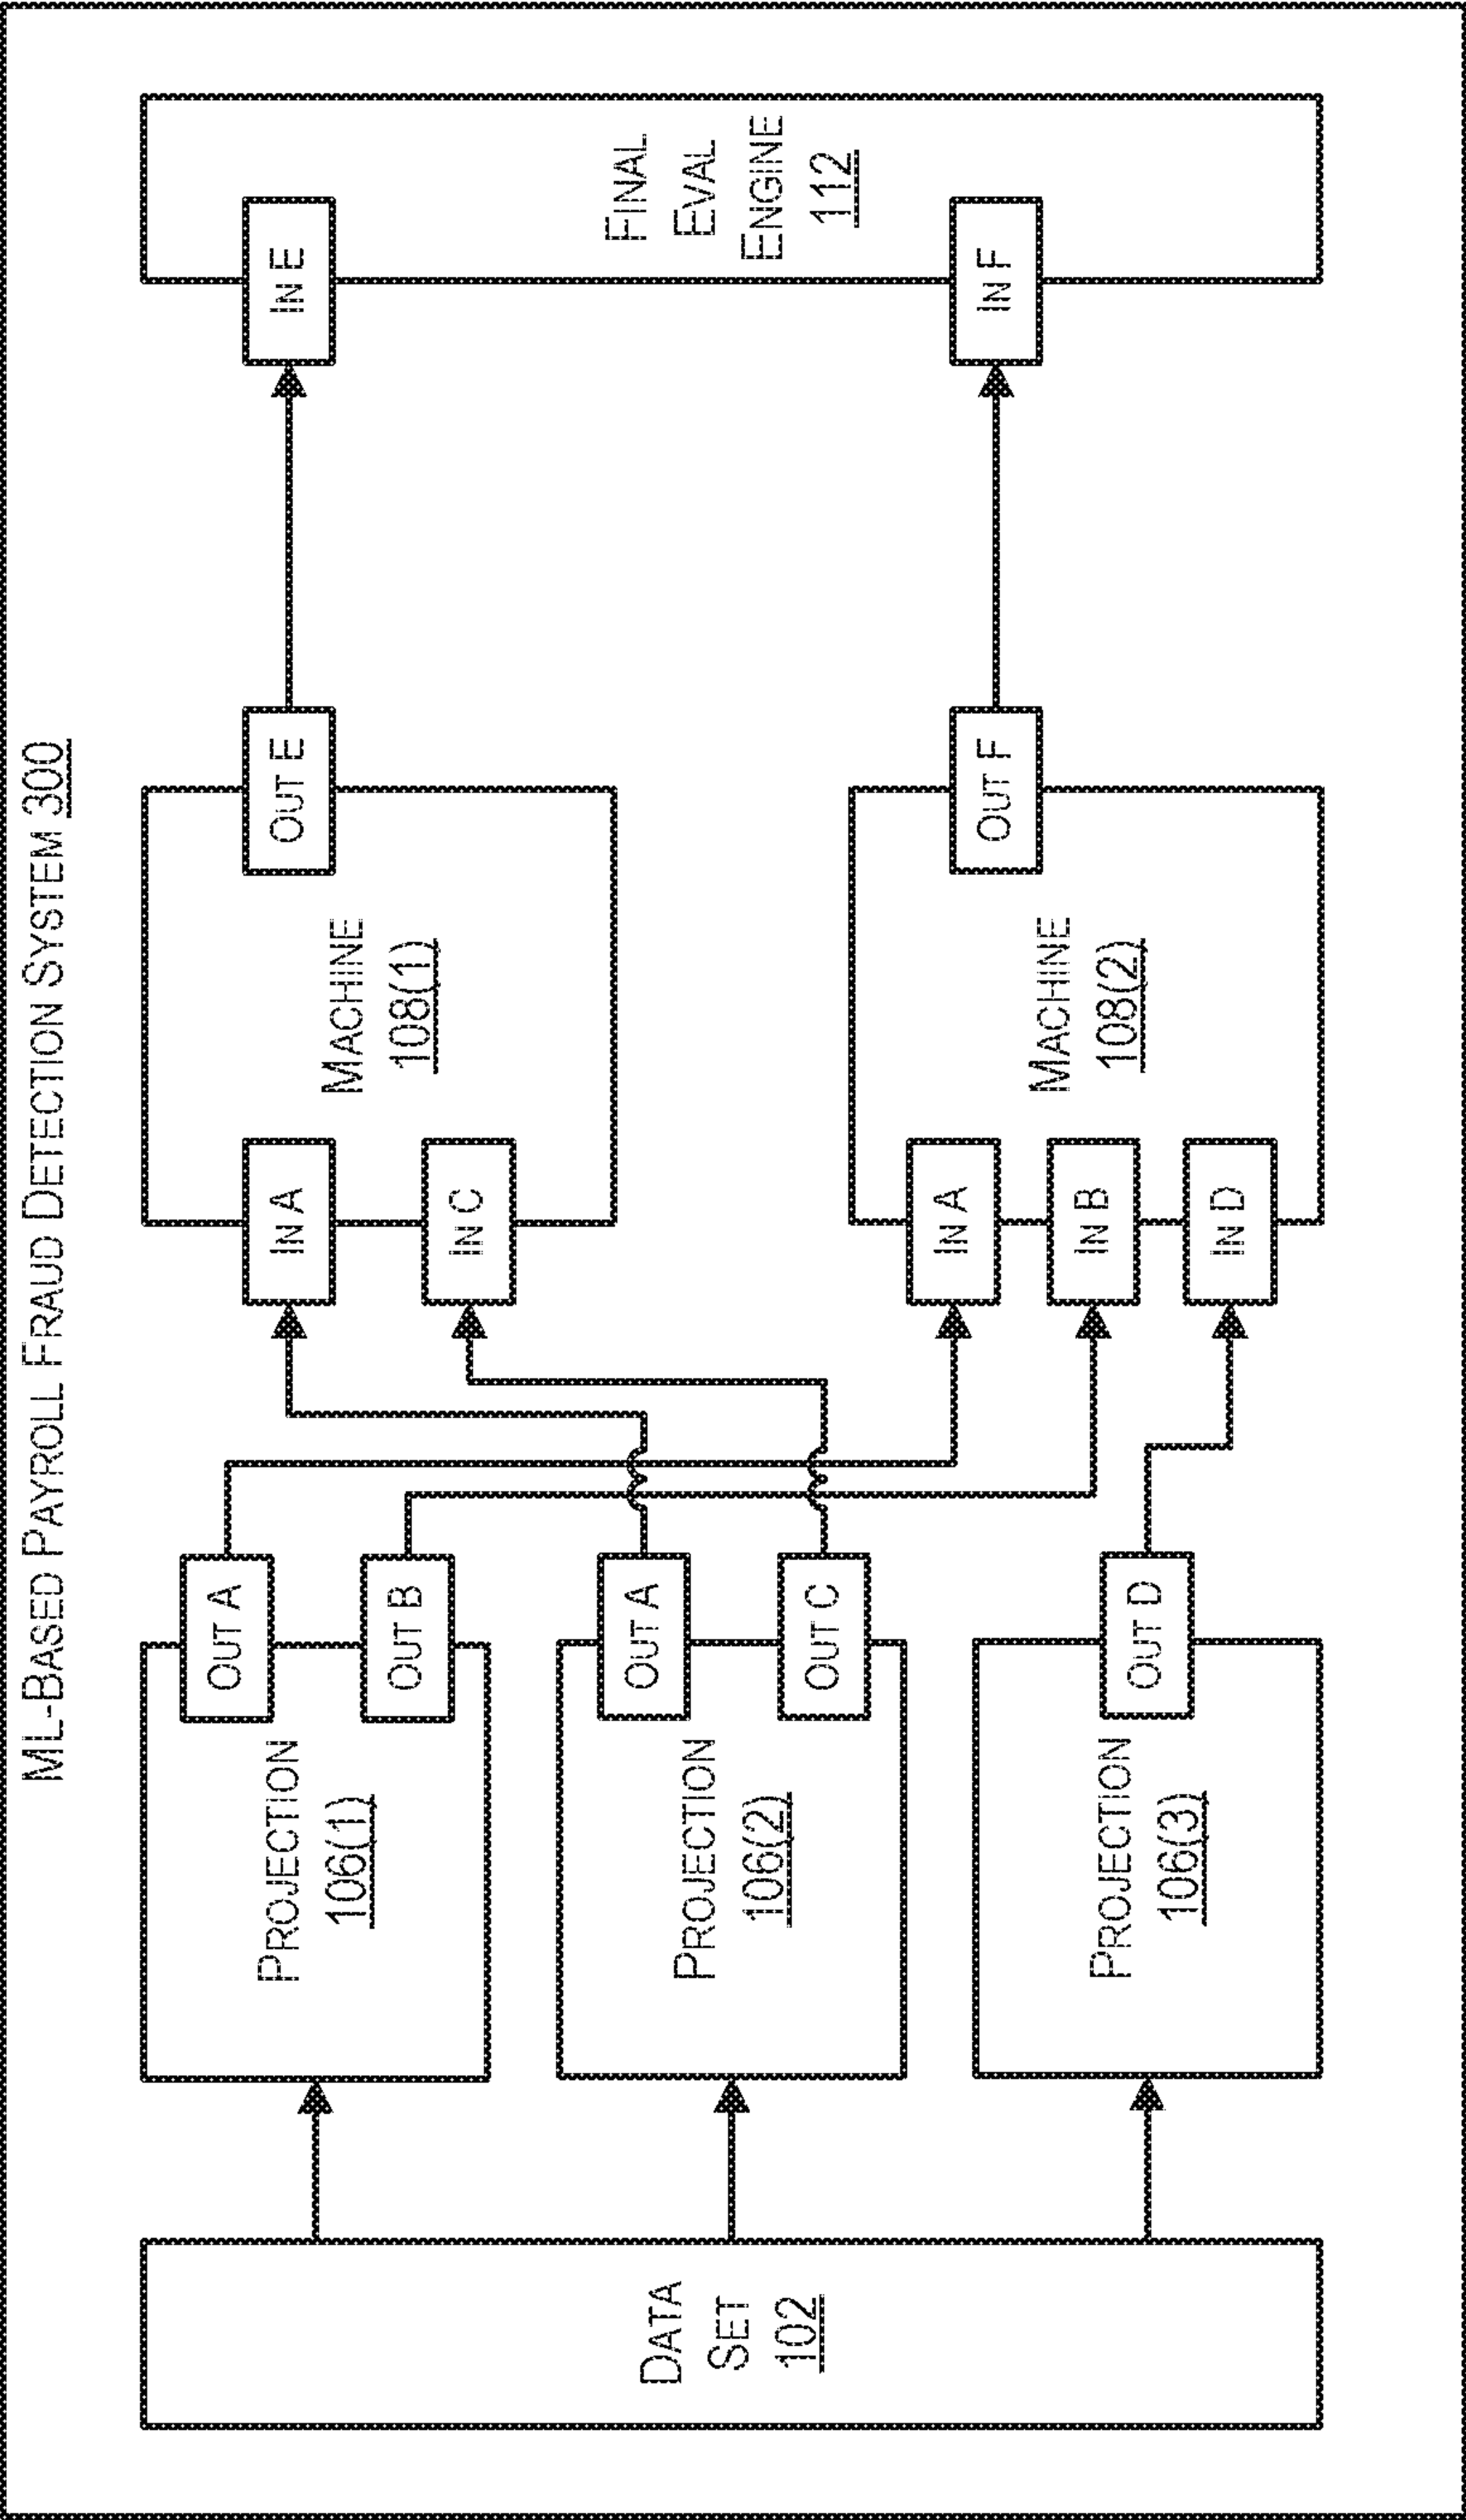 ML-BASED PAYROLL FRAUD DETECTION SYSTEM 300
DATA
SET
102
PROJECTION
106(1)
OUT A
OUT B
PROJECTION
106(2)
OUT A
OUT C
PROJECTION
106(3)
OUT D
IN A
IN C
MACHINE
108(1)
OUT E
IN A
IN B
IN D
MACHINE
108(2)
OUT F
IN E
IN F
FINAL
EVAL
ENGINE
112